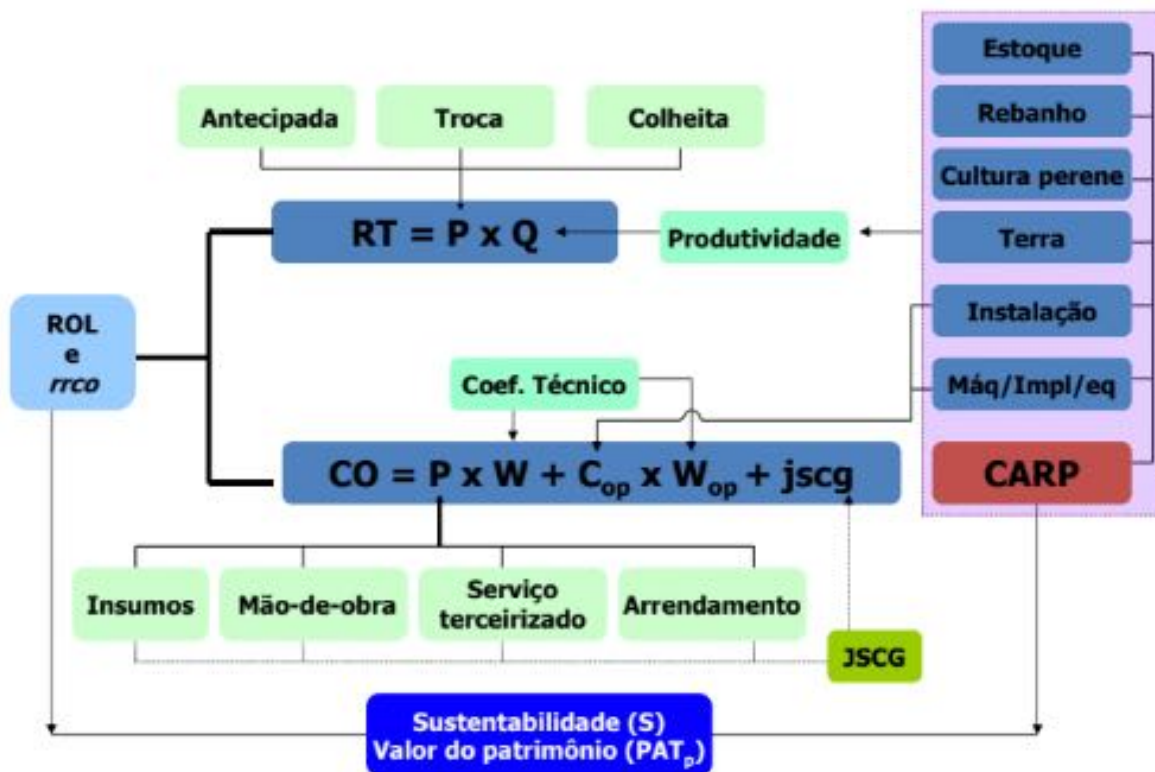 Estoque
Antecipada
Troca
Colheita
Rebanho
Cultura perene
RT = P x Q
Produtividade
Terra
ROL
e
rrco
Instalação
Coef. Técnico
Máq/Impl/eq
CO = P x W + Cₒₚ x Wₒₚ + jscg
CARP
Insumos
Mão-de-obra
Serviço
terceirizado
Arrendamento
JSCG
Sustentabilidade (S)
Valor do patrimônio (PATₚ)